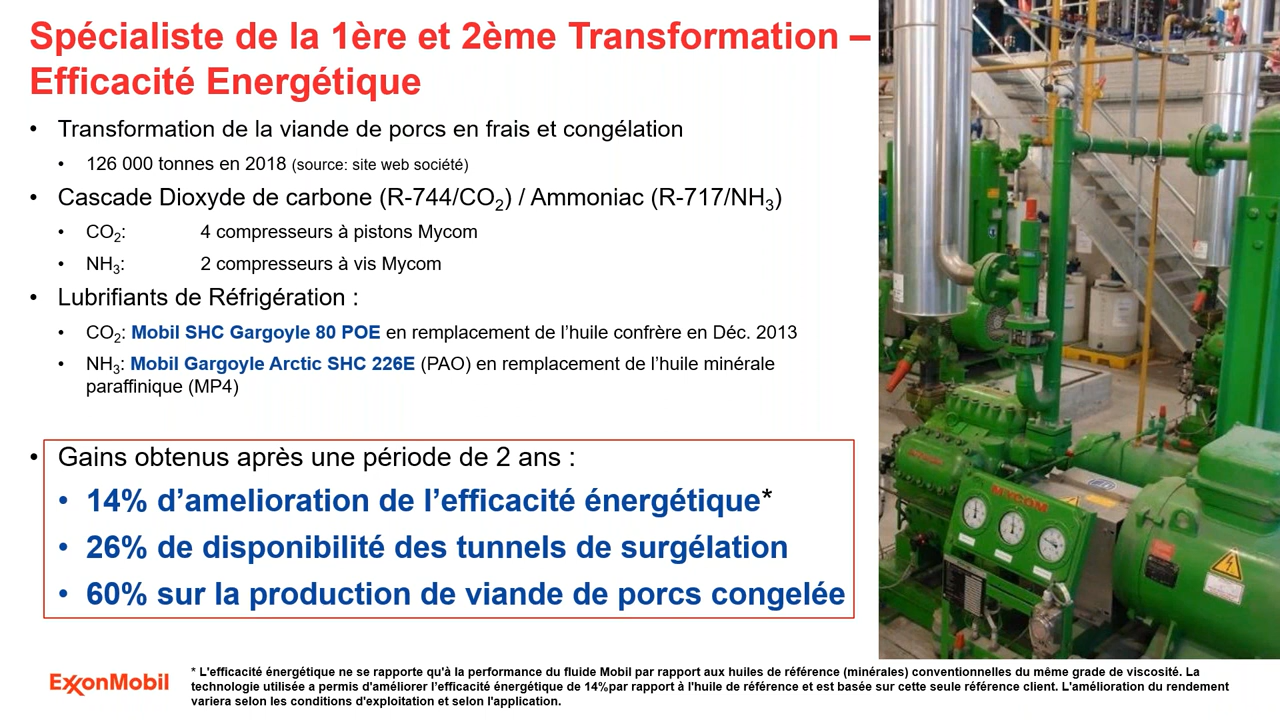 Spécialiste de la 1ère et 2ème Transformation –
Efficacité Energétique
• Transformation de la viande de porcs en frais et congélation
• 126 000 tonnes en 2018 (source: site web société)
• Cascade Dioxyde de carbone (R-744/CO₂) / Ammoniac (R-717/NH₃)
• CO₂: 4 compresseurs à pistons Mycom
• NH₃: 2 compresseurs à vis Mycom
• Lubrifiants de Réfrigération :
• CO₂: Mobil SHC Gargoyle 80 POE en remplacement de l’huile confrère en Déc. 2013
• NH₃: Mobil Gargoyle Arctic SHC 226E (PAO) en remplacement de l’huile minérale
paraffinique (MP4)
• Gains obtenus après une période de 2 ans :
• 14% d’amelioration de l’efficacité énergétique*
• 26% de disponibilité des tunnels de surgélation
• 60% sur la production de viande de porcs congelée
MYCOM
ExxonMobil
* L'efficacité énergétique ne se rapporte qu'à la performance du fluide Mobil par rapport aux huiles de référence (minérales) conventionnelles du même grade de viscosité. La
technologie utilisée a permis d'améliorer l’efficacité énergétique de 14%par rapport à l'huile de référence et est basée sur cette seule référence client. L'amélioration du rendement
variera selon les conditions d'exploitation et selon l'application.